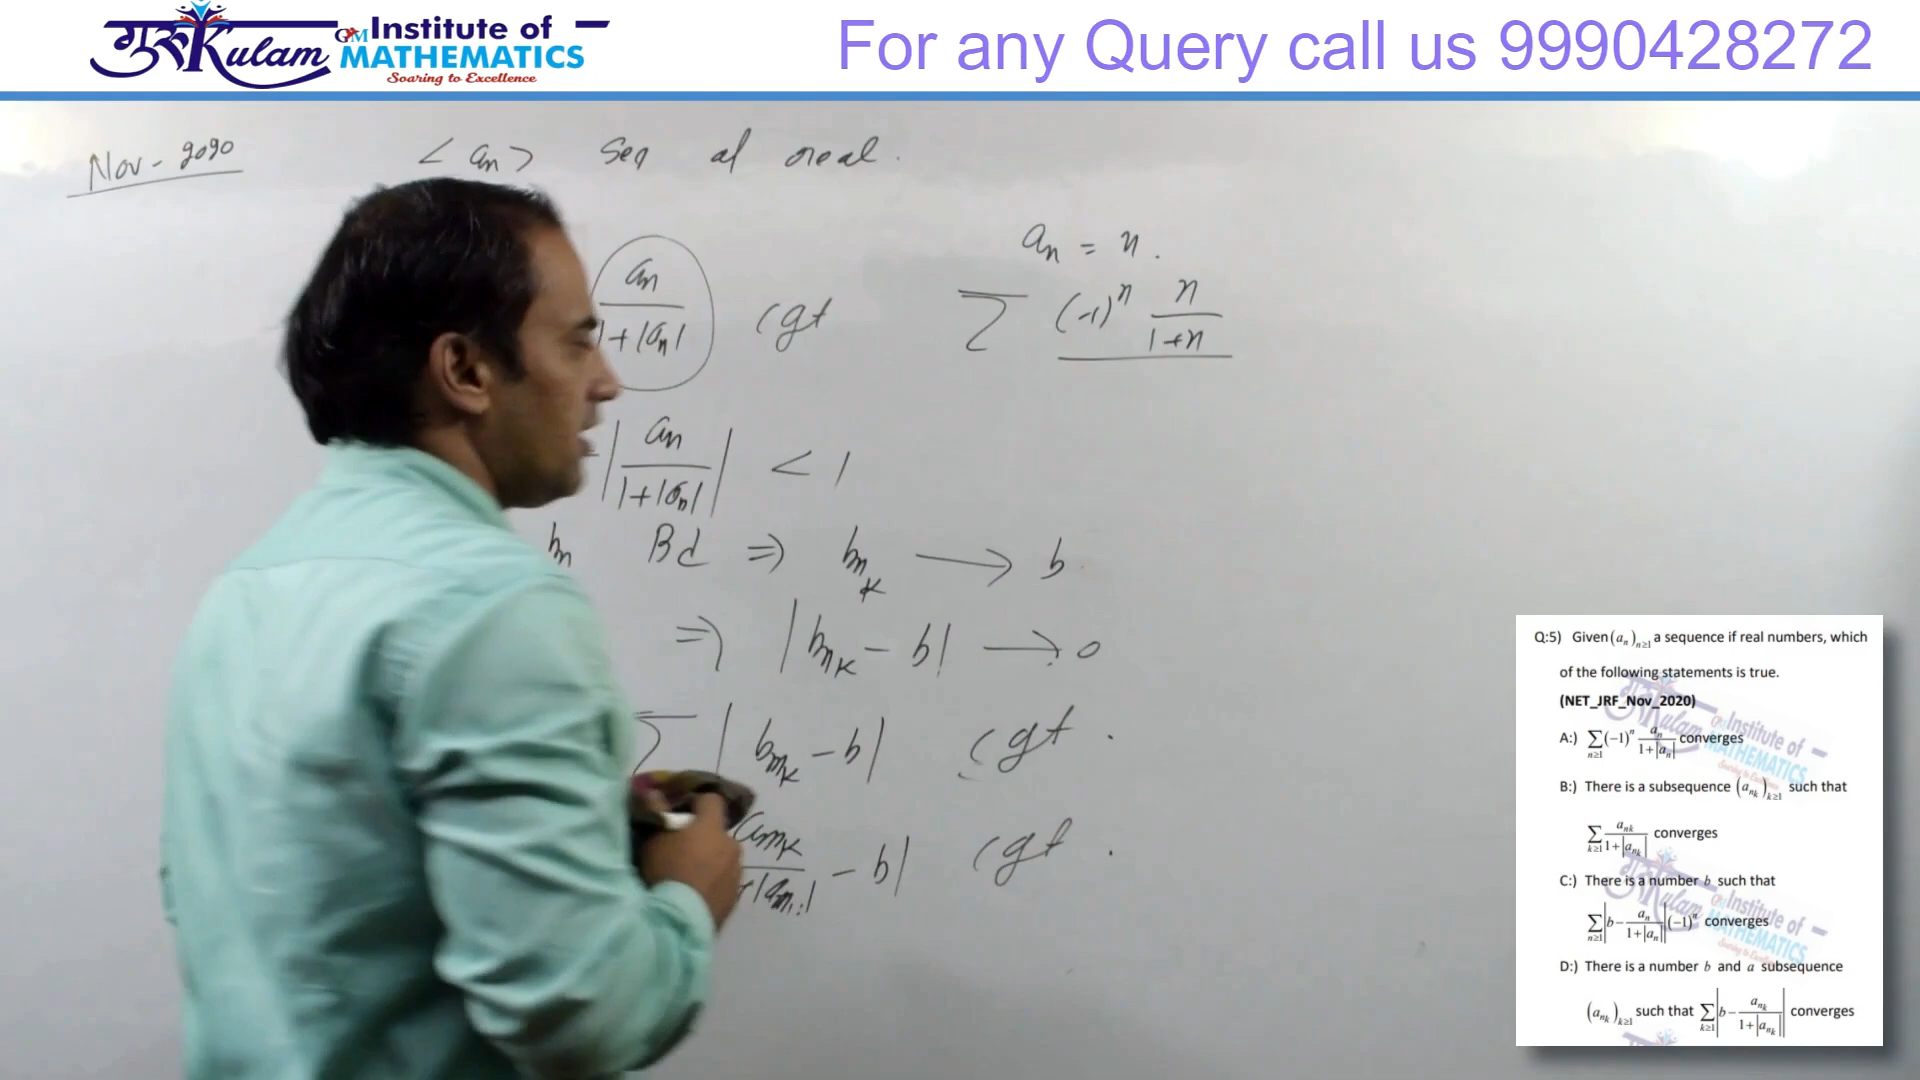 गुरुKulam GM Institute of
MATHEMATICS
Soaring to Excellence
For any Query call us 9990428272
Nov - 2020
< an > Seq of real .
an / 1+|an| cgt
an = n .
∑ (-1)^n n / 1+n
| an / 1+|an| | < 1
bn Bd ⇒ bnk → b
⇒ | bnk - b | → 0
∑ | bnk - b | cgt .
ank / +|ank| - b | cgt .
Q:5) Given (an)n≥1 a sequence if real numbers, which
of the following statements is true.
(NET_JRF_Nov_2020)
A:) ∑n≥1 (−1)^n an / 1+|an| converges
B:) There is a subsequence (ank)k≥1 such that
∑k≥1 ank / 1+|ank| converges
C:) There is a number b such that
∑n≥1 |b − an / 1+|an|| (−1)^n converges
D:) There is a number b and a subsequence
(ank)k≥1 such that ∑k≥1 |b − ank / 1+|ank|| converges